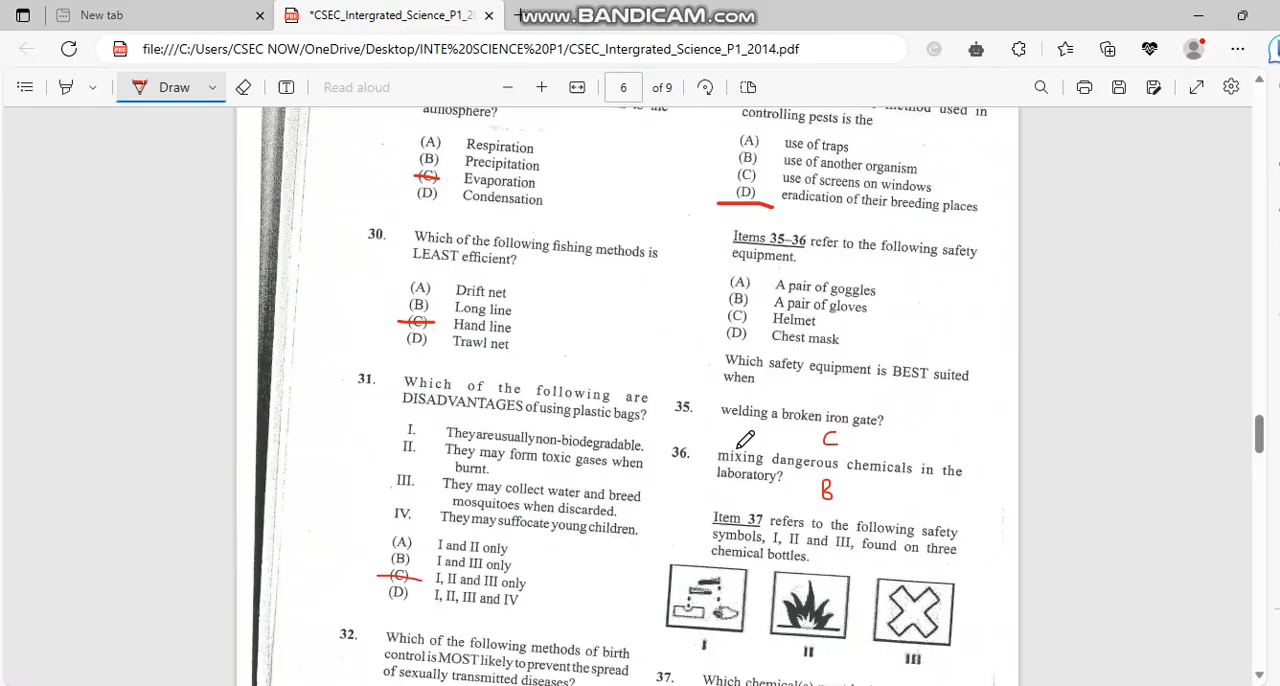 New tab
*CSEC_Intergrated_Science_P1_2
www.BANDICAM.com
file:///C:/Users/CSEC NOW/OneDrive/Desktop/INTE%20SCIENCE%20P1/CSEC_Intergrated_Science_P1_2014.pdf
Draw
Read aloud
6 of 9
atmosphere?
(A) Respiration
(B) Precipitation
(C) Evaporation
(D) Condensation
30. Which of the following fishing methods is
LEAST efficient?
(A) Drift net
(B) Long line
(C) Hand line
(D) Trawl net
31. Which of the following are
DISADVANTAGES of using plastic bags?
I. They are usually non-biodegradable.
II. They may form toxic gases when
burnt.
III. They may collect water and breed
mosquitoes when discarded.
IV. They may suffocate young children.
(A) I and II only
(B) I and III only
(C) I, II and III only
(D) I, II, III and IV
32. Which of the following methods of birth
control is MOST likely to prevent the spread
of sexually transmitted diseases?
method used in
controlling pests is the
(A) use of traps
(B) use of another organism
(C) use of screens on windows
(D) eradication of their breeding places
Items 35–36 refer to the following safety
equipment.
(A) A pair of goggles
(B) A pair of gloves
(C) Helmet
(D) Chest mask
Which safety equipment is BEST suited
when
35. welding a broken iron gate?
C
36. mixing dangerous chemicals in the
laboratory?
B
Item 37 refers to the following safety
symbols, I, II and III, found on three
chemical bottles.
I
II
III
37. Which